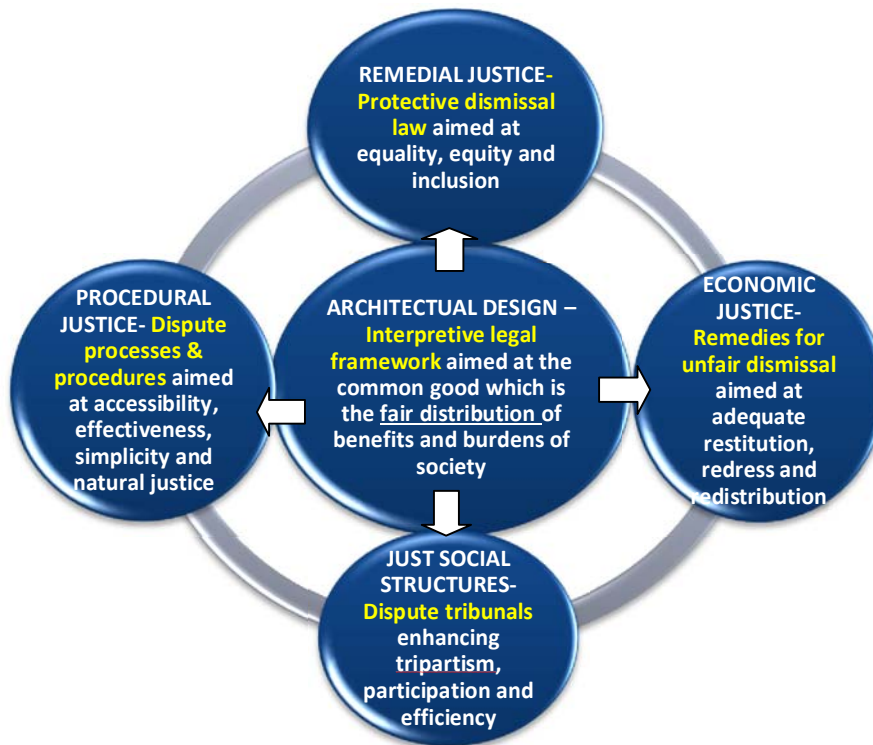 REMEDIAL JUSTICE-
Protective dismissal
law aimed at
equality, equity and
inclusion
PROCEDURAL
JUSTICE- Dispute
processes &
procedures aimed
at accessibility,
effectiveness,
simplicity and
natural justice
ARCHITECTUAL DESIGN –
Interpretive legal
framework aimed at the
common good which is
the fair distribution of
benefits and burdens of
society
ECONOMIC
JUSTICE-
Remedies for
unfair dismissal
aimed at
adequate
restitution,
redress and
redistribution
JUST SOCIAL
STRUCTURES-
Dispute tribunals
enhancing
tripartism,
participation and
efficiency